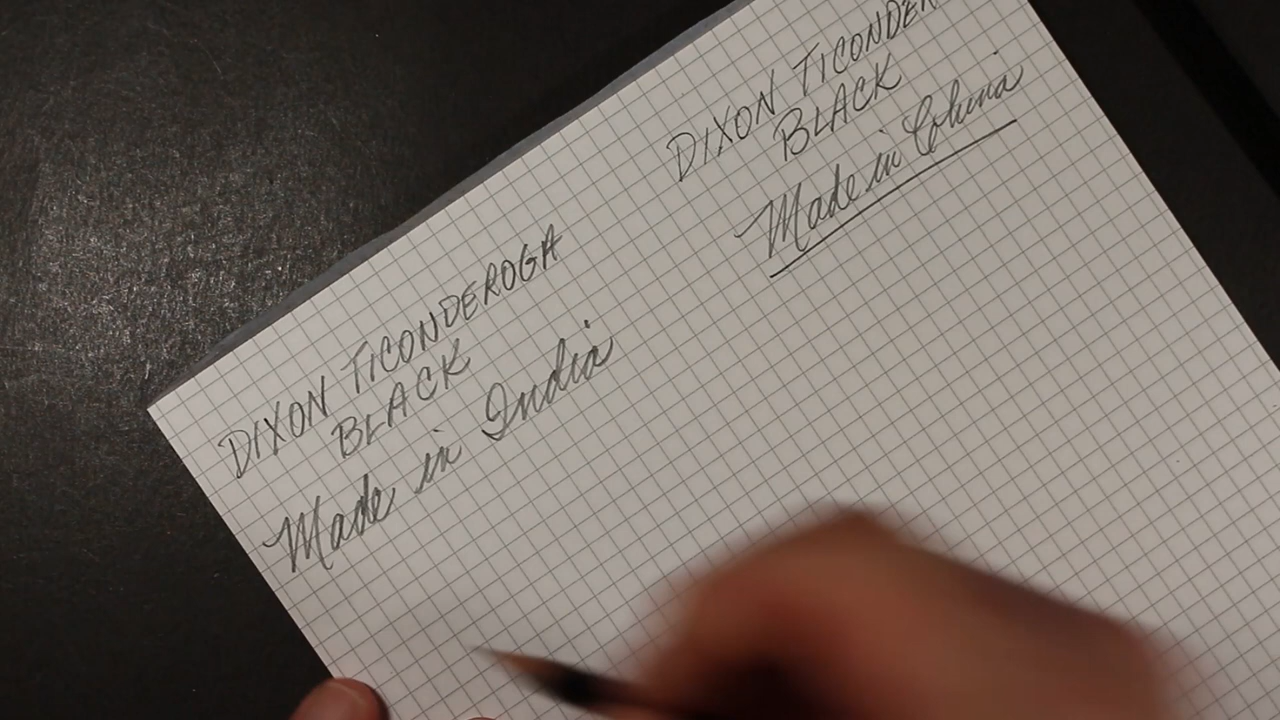 DIXON TICONDEROGA
BLACK
Made in India
DIXON TICONDER
BLACK
Made in China